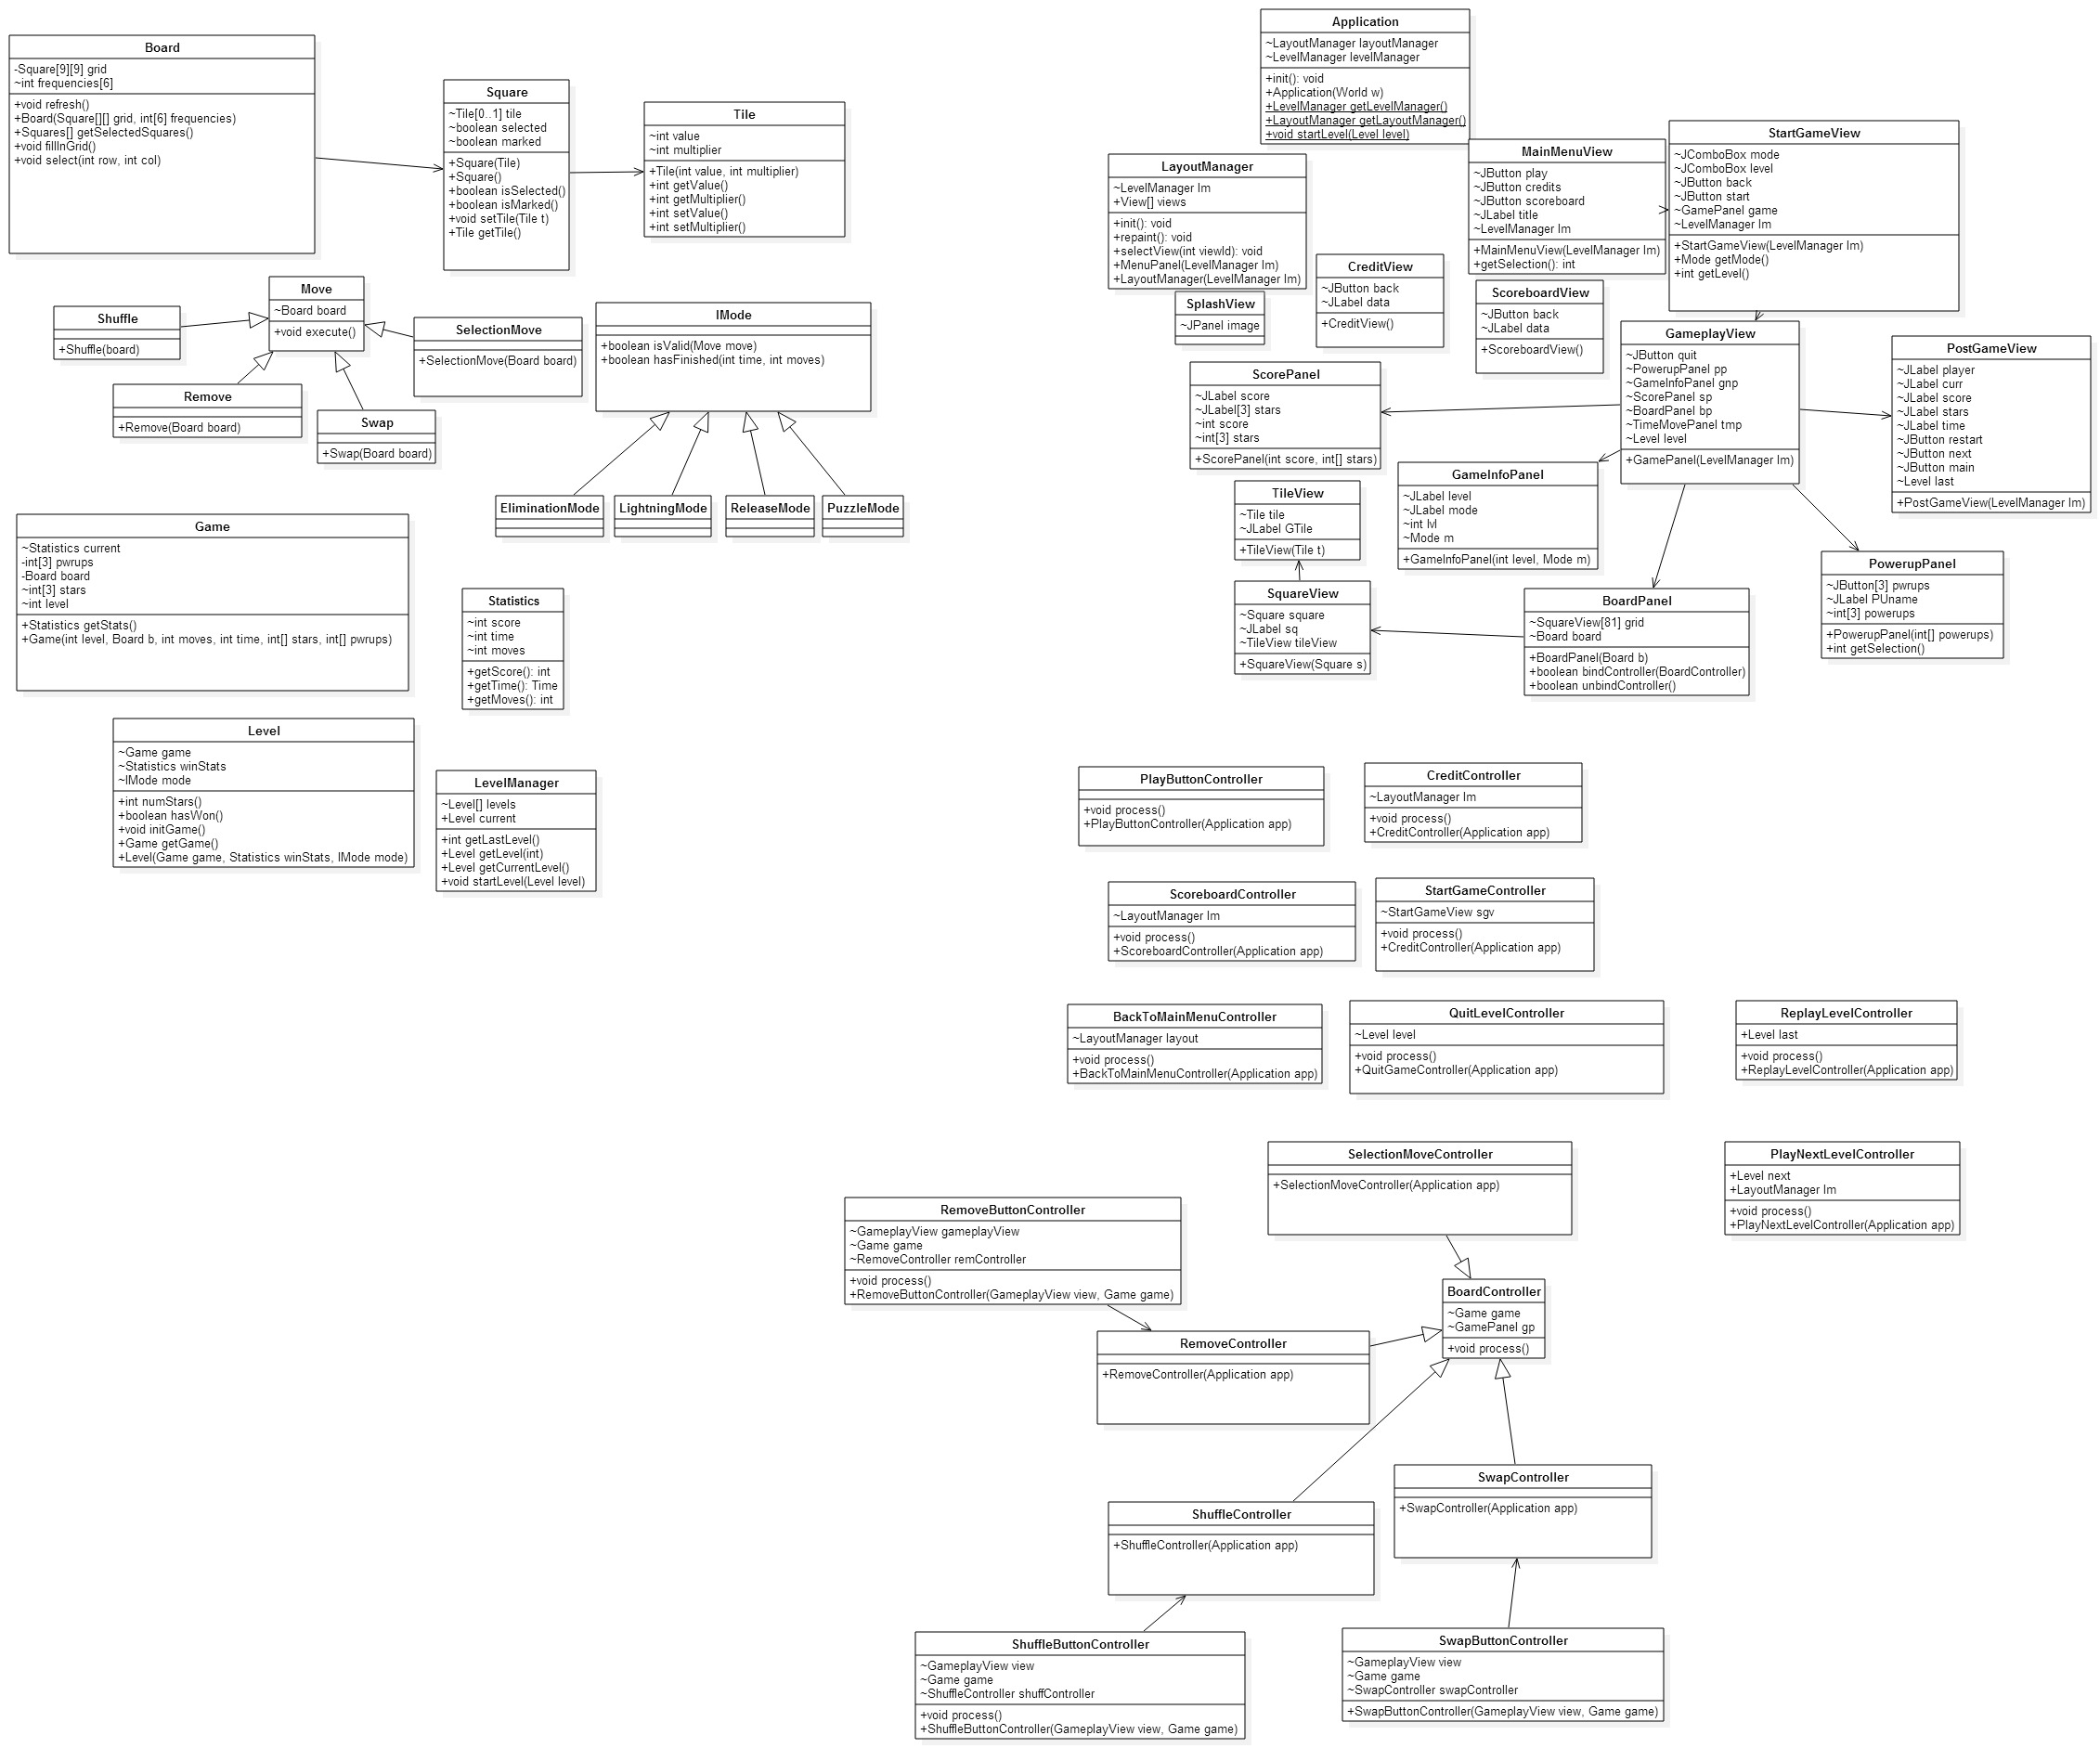 Board
-Square[9][9] grid
~int frequencies[6]
+void refresh()
+Board(Square[][] grid, int[6] frequencies)
+Squares[] getSelectedSquares()
+void fillInGrid()
+void select(int row, int col)
Square
~Tile[0..1] tile
~boolean selected
~boolean marked
+Square(Tile)
+Square()
+boolean isSelected()
+boolean isMarked()
+void setTile(Tile t)
+Tile getTile()
Tile
~int value
~int multiplier
+Tile(int value, int multiplier)
+int getValue()
+int getMultiplier()
+int setValue()
+int setMultiplier()
Move
~Board board
+void execute()
Shuffle
+Shuffle(board)
Remove
+Remove(Board board)
Swap
+Swap(Board board)
SelectionMove
+SelectionMove(Board board)
IMode
+boolean isValid(Move move)
+boolean hasFinished(int time, int moves)
EliminationMode
LightningMode
ReleaseMode
PuzzleMode
Game
~Statistics current
-int[3] pwrups
-Board board
~int[3] stars
~int level
+Statistics getStats()
+Game(int level, Board b, int moves, int time, int[] stars, int[] pwrups)
Statistics
~int score
~int time
~int moves
+getScore(): int
+getTime(): Time
+getMoves(): int
Level
~Game game
~Statistics winStats
~IMode mode
+int numStars()
+boolean hasWon()
+void initGame()
+Game getGame()
+Level(Game game, Statistics winStats, IMode mode)
LevelManager
~Level[] levels
+Level current
+int getLastLevel()
+Level getLevel(int)
+Level getCurrentLevel()
+void startLevel(Level level)
Application
~LayoutManager layoutManager
~LevelManager levelManager
+init(): void
+Application(World w)
+LevelManager getLevelManager()
+LayoutManager getLayoutManager()
+void startLevel(Level level)
LayoutManager
~LevelManager lm
+View[] views
+init(): void
+repaint(): void
+selectView(int viewId): void
+MenuPanel(LevelManager lm)
+LayoutManager(LevelManager lm)
MainMenuView
~JButton play
~JButton credits
~JButton scoreboard
~JLabel title
~LevelManager lm
+MainMenuView(LevelManager lm)
+getSelection(): int
StartGameView
~JComboBox mode
~JComboBox level
~JButton back
~JButton start
~GamePanel game
~LevelManager lm
+StartGameView(LevelManager lm)
+Mode getMode()
+int getLevel()
CreditView
~JButton back
~JLabel data
+CreditView()
SplashView
~JPanel image
ScoreboardView
~JButton back
~JLabel data
+ScoreboardView()
GameplayView
~JButton quit
~PowerupPanel pp
~GameInfoPanel gnp
~ScorePanel sp
~BoardPanel bp
~TimeMovePanel tmp
~Level level
+GamePanel(LevelManager lm)
PostGameView
~JLabel player
~JLabel curr
~JLabel score
~JLabel stars
~JLabel time
~JButton restart
~JButton next
~JButton main
~Level last
+PostGameView(LevelManager lm)
ScorePanel
~JLabel score
~JLabel[3] stars
~int score
~int[3] stars
+ScorePanel(int score, int[] stars)
GameInfoPanel
~JLabel level
~JLabel mode
~int lvl
~Mode m
+GameInfoPanel(int level, Mode m)
TileView
~Tile tile
~JLabel GTile
+TileView(Tile t)
SquareView
~Square square
~JLabel sq
~TileView tileView
+SquareView(Square s)
BoardPanel
~SquareView[81] grid
~Board board
+BoardPanel(Board b)
+boolean bindController(BoardController)
+boolean unbindController()
PowerupPanel
~JButton[3] pwrups
~JLabel PUname
~int[3] powerups
+PowerupPanel(int[] powerups)
+int getSelection()
PlayButtonController
+void process()
+PlayButtonController(Application app)
CreditController
~LayoutManager lm
+void process()
+CreditController(Application app)
ScoreboardController
~LayoutManager lm
+void process()
+ScoreboardController(Application app)
StartGameController
~StartGameView sgv
+void process()
+CreditController(Application app)
BackToMainMenuController
~LayoutManager layout
+void process()
+BackToMainMenuController(Application app)
QuitLevelController
~Level level
+void process()
+QuitGameController(Application app)
ReplayLevelController
+Level last
+void process()
+ReplayLevelController(Application app)
SelectionMoveController
+SelectionMoveController(Application app)
PlayNextLevelController
+Level next
+LayoutManager lm
+void process()
+PlayNextLevelController(Application app)
RemoveButtonController
~GameplayView gameplayView
~Game game
~RemoveController remController
+void process()
+RemoveButtonController(GameplayView view, Game game)
BoardController
~Game game
~GamePanel gp
+void process()
RemoveController
+RemoveController(Application app)
SwapController
+SwapController(Application app)
ShuffleController
+ShuffleController(Application app)
ShuffleButtonController
~GameplayView view
~Game game
~ShuffleController shuffController
+void process()
+ShuffleButtonController(GameplayView view, Game game)
SwapButtonController
~GameplayView view
~Game game
~SwapController swapController
+SwapButtonController(GameplayView view, Game game)